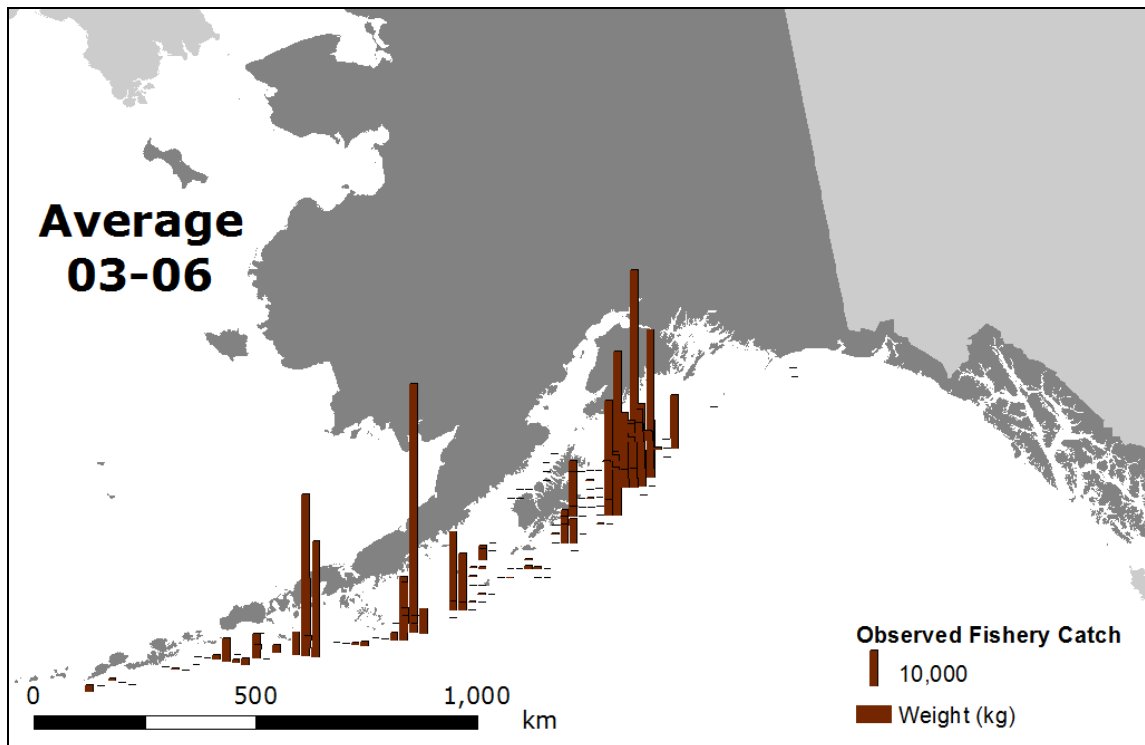 Average
03-06
Observed Fishery Catch
10,000
Weight (kg)
0 500 1,000
km